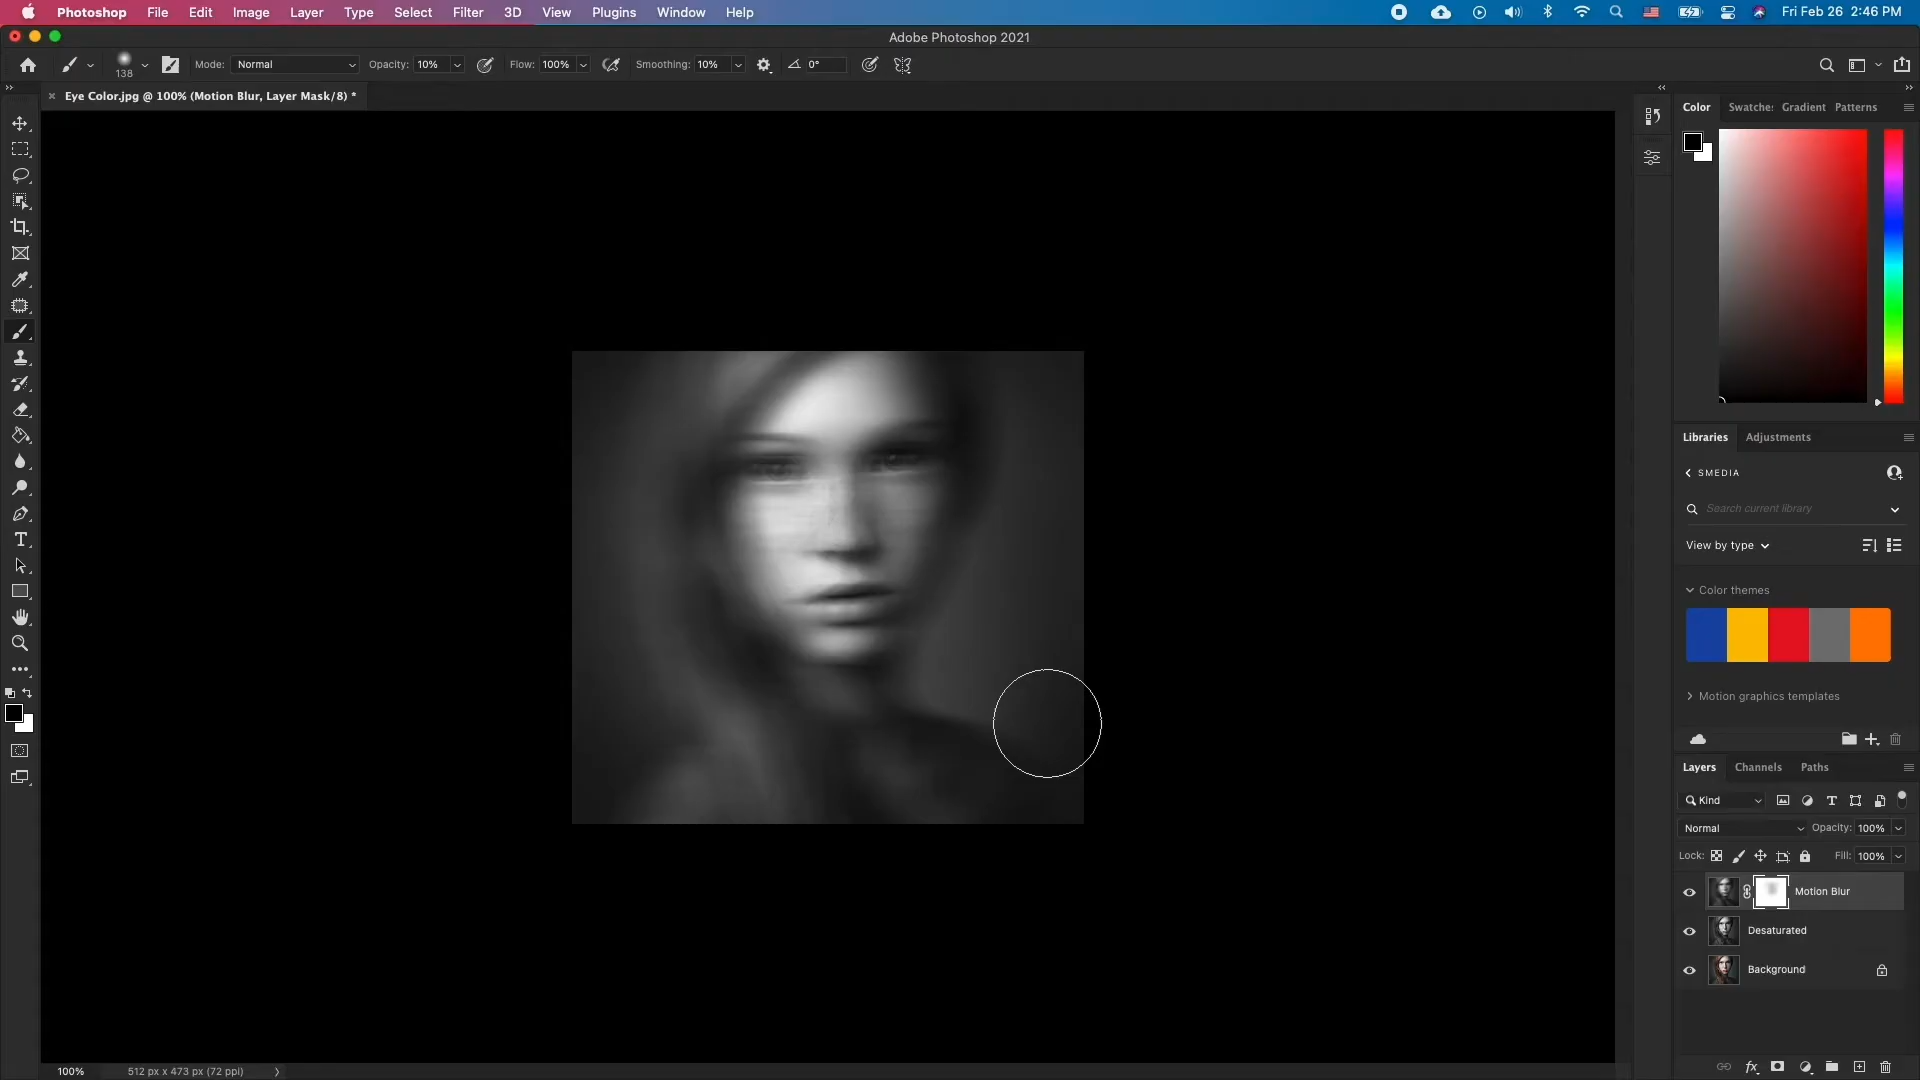 Photoshop File Edit Image Layer Type Select Filter 3D View Plugins Window Help Fri Feb 26 2:46 PM
Adobe Photoshop 2021
138 Mode: Normal Opacity: 10% Flow: 100% Smoothing: 10% 0°
Eye Color.jpg @ 100% (Motion Blur, Layer Mask/8) *
Color Swatche: Gradient Patterns
Libraries Adjustments
SMEDIA
Search current library
View by type
Color themes
Motion graphics templates
Layers Channels Paths
Kind
Normal Opacity: 100%
Lock: Fill: 100%
Motion Blur
Desaturated
Background
100% 512 px x 473 px (72 ppi)